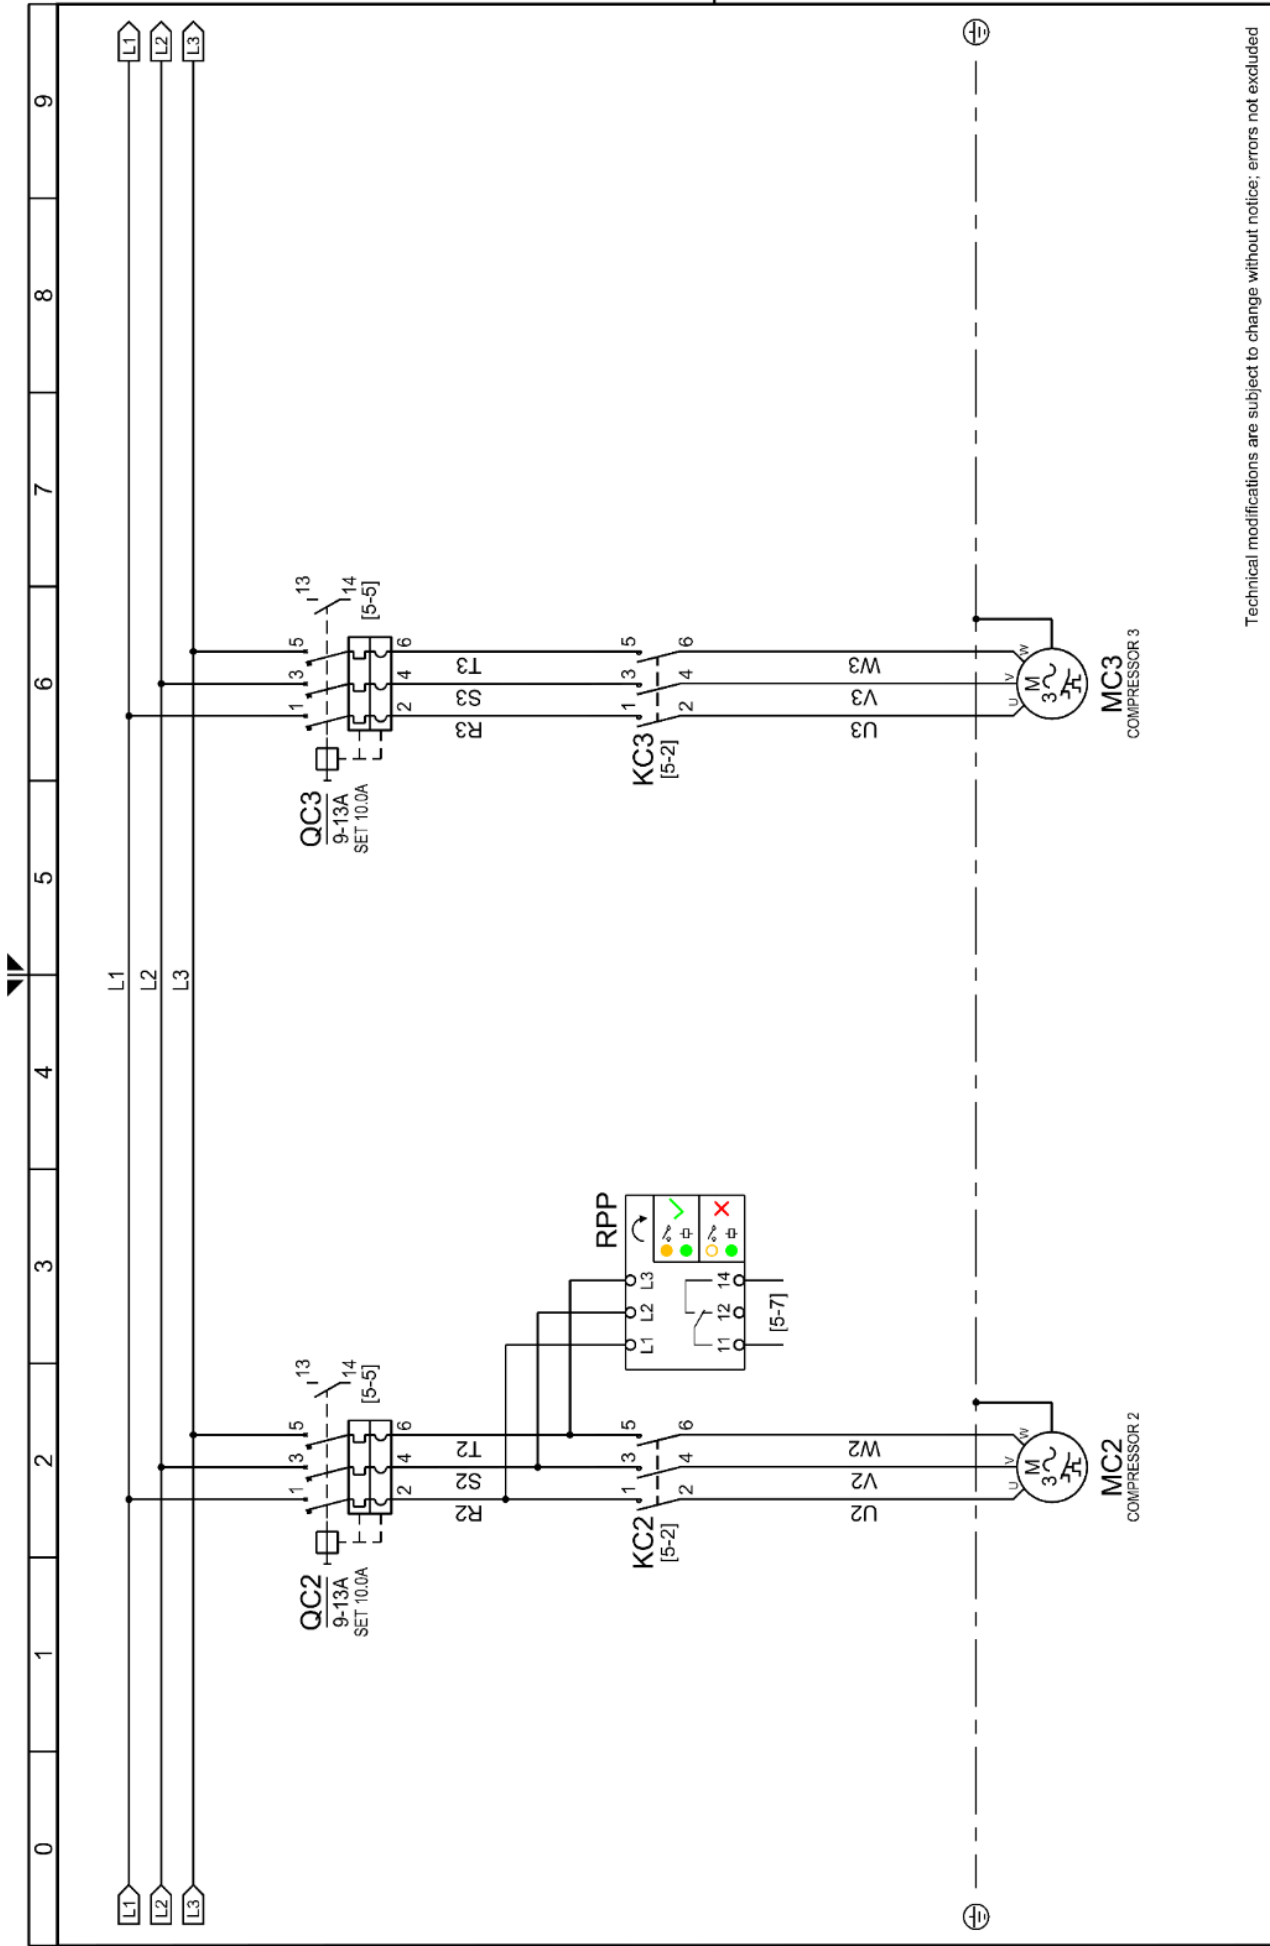 0 1 2 3 4 5 6 7 8 9
L1 L1 L1
L2 L2 L2
L3 L3 L3
QC2
9-13A
SET 10.0A
1 3 5 13
2 4 6 14
[5-5]
R2 S2 T2
KC2
[5-2]
1 3 5
2 4 6
U2 V2 W2
U V W
M
3
MC2
COMPRESSOR 2
RPP
L1 L2 L3
11 12 14
[5-7]
QC3
9-13A
SET 10.0A
1 3 5 13
2 4 6 14
[5-5]
R3 S3 T3
KC3
[5-2]
1 3 5
2 4 6
U3 V3 W3
U V W
M
3
MC3
COMPRESSOR 3
Technical modifications are subject to change without notice; errors not excluded